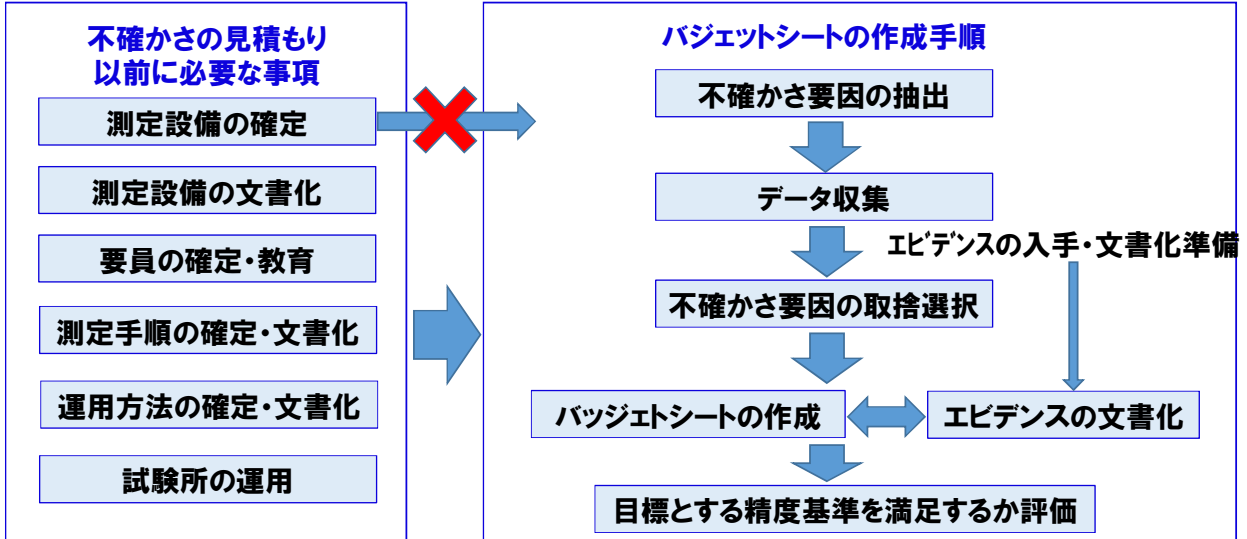 不確かさの見積もり
以前に必要な事項
測定設備の確定
測定設備の文書化
要員の確定・教育
測定手順の確定・文書化
運用方法の確定・文書化
試験所の運用
バジェットシートの作成手順
不確かさ要因の抽出
データ収集
エビデンスの入手・文書化準備
不確かさ要因の取捨選択
バッジェトシートの作成
エビデンスの文書化
目標とする精度基準を満足するか評価